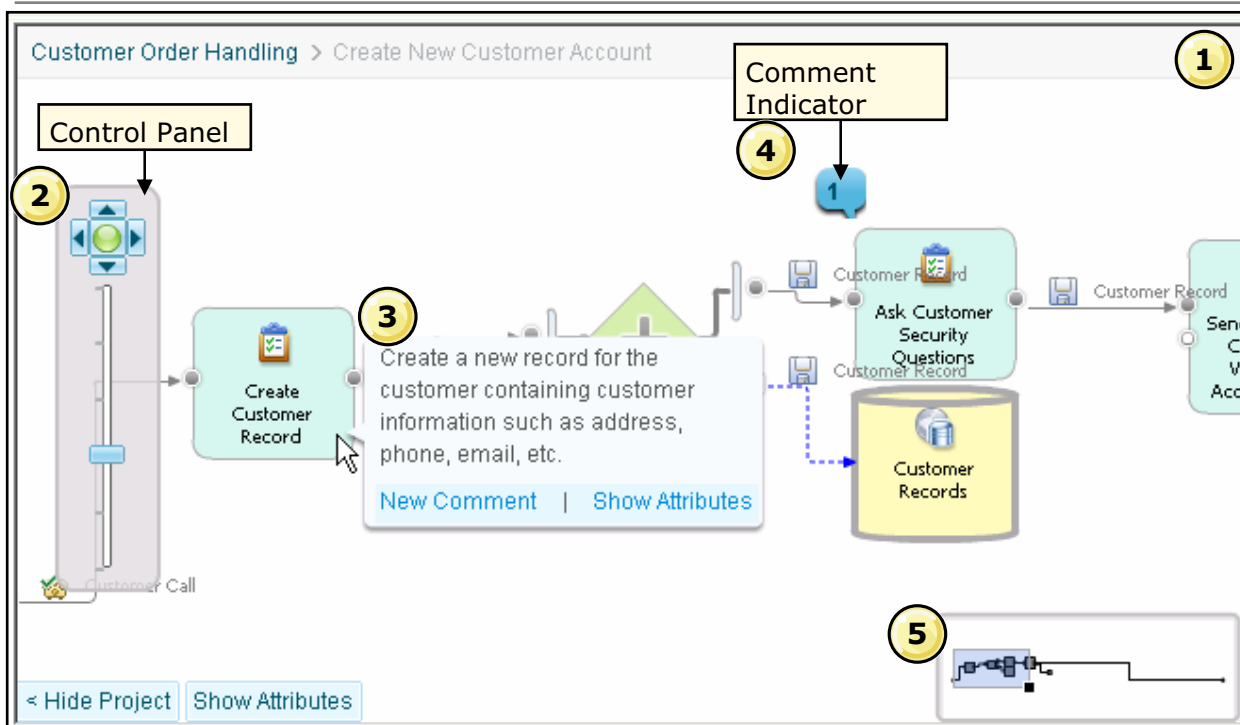 Customer Order Handling > Create New Customer Account
1
Comment
Indicator
Control Panel
4
2
1
Customer Record
Customer Record
3
Ask Customer
Security
Questions
Create
Customer
Record
Create a new record for the
customer containing customer
information such as address,
phone, email, etc.
New Comment | Show Attributes
Customer Record
Customer
Records
Customer Call
5
< Hide Project
Show Attributes